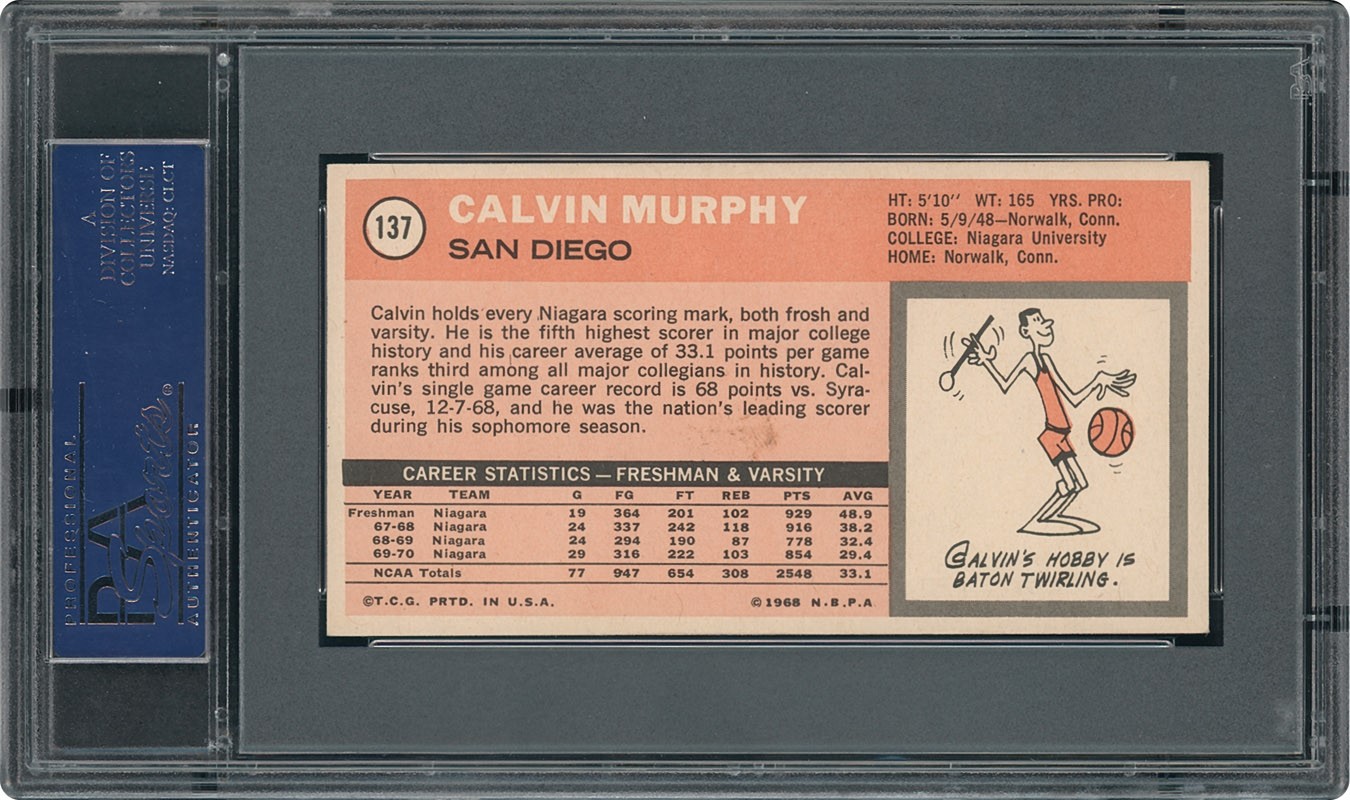 A
DIVISION OF
COLLECTORS
UNIVERSE
NASDAQ: CLCT
PROFESSIONAL
PSA
Sports
AUTHENTICATOR
PSA
137
CALVIN MURPHY
SAN DIEGO
HT: 5'10'' WT: 165 YRS. PRO:
BORN: 5/9/48—Norwalk, Conn.
COLLEGE: Niagara University
HOME: Norwalk, Conn.
Calvin holds every Niagara scoring mark, both frosh and
varsity. He is the fifth highest scorer in major college
history and his career average of 33.1 points per game
ranks third among all major collegians in history. Cal-
vin's single game career record is 68 points vs. Syra-
cuse, 12-7-68, and he was the nation's leading scorer
during his sophomore season.
CAREER STATISTICS — FRESHMAN & VARSITY
YEAR TEAM G FG FT REB PTS AVG
Freshman Niagara 19 364 201 102 929 48.9
67-68 Niagara 24 337 242 118 916 38.2
68-69 Niagara 24 294 190 87 778 32.4
69-70 Niagara 29 316 222 103 854 29.4
NCAA Totals 77 947 654 308 2548 33.1
©T.C.G. PRTD. IN U.S.A. ©1968 N.B.P.A
CALVIN'S HOBBY IS
BATON TWIRLING.